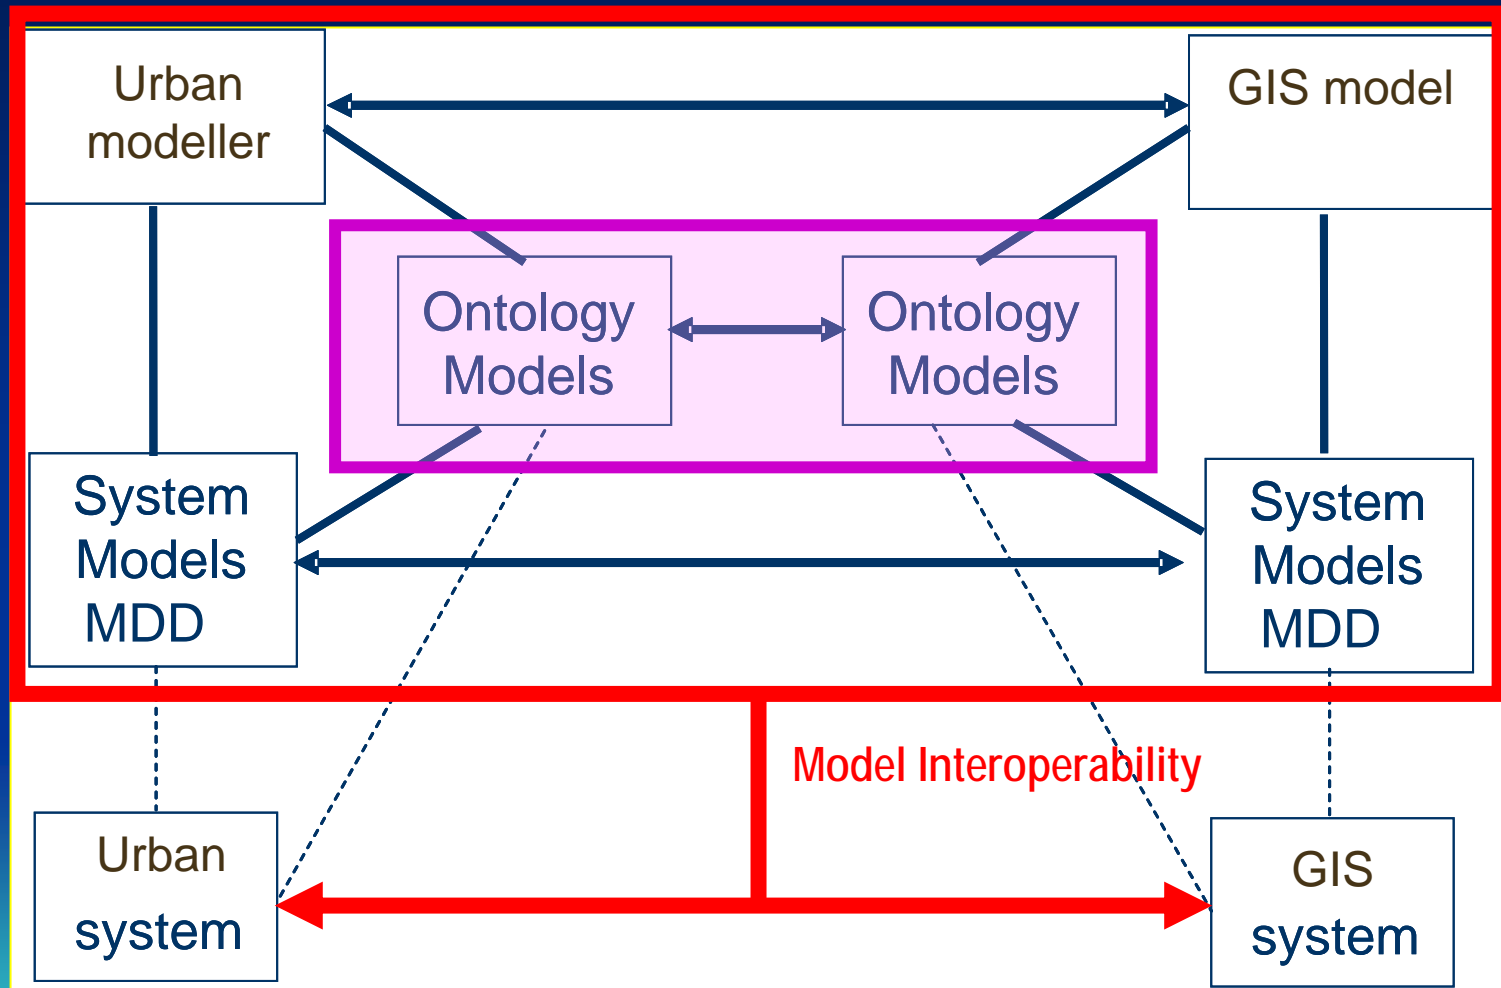 Urban
modeller
GIS model
Ontology
Models
Ontology
Models
System
Models
MDD
System
Models
MDD
Model Interoperability
Urban
system
GIS
system